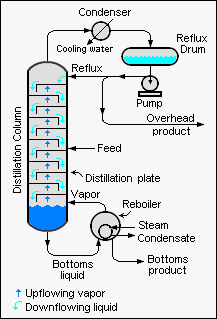 Condenser
Cooling water
Reflux
Drum
Reflux
Pump
Overhead
product
Distillation Column
Feed
Distillation plate
Vapor
Reboiler
Steam
Condensate
Bottoms
liquid
Bottoms
product
Upflowing vapor
Downflowing liquid